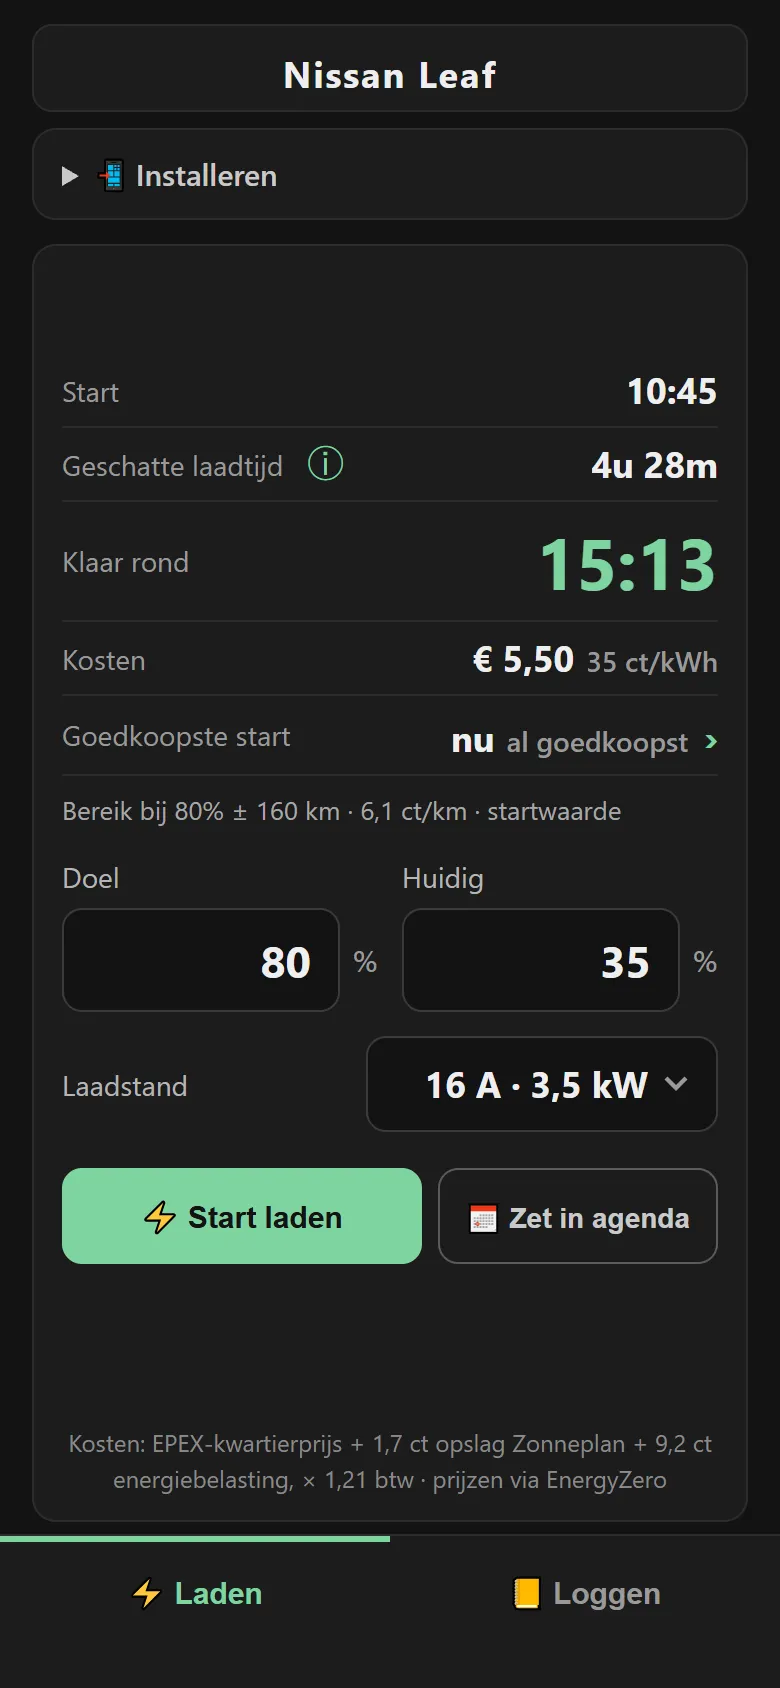 Nissan Leaf
Installeren
Start 10:45
Geschatte laadtijd ⓘ 4u 28m
Klaar rond 15:13
Kosten € 5,50 35 ct/kWh
Goedkoopste start nu al goedkoopst ›
Bereik bij 80% ± 160 km · 6,1 ct/km · startwaarde
Doel Huidig
80 % 35 %
Laadstand 16 A · 3,5 kW
⚡ Start laden Zet in agenda
Kosten: EPEX-kwartierprijs + 1,7 ct opslag Zonneplan + 9,2 ct
energiebelasting, × 1,21 btw · prijzen via EnergyZero
⚡ Laden Loggen